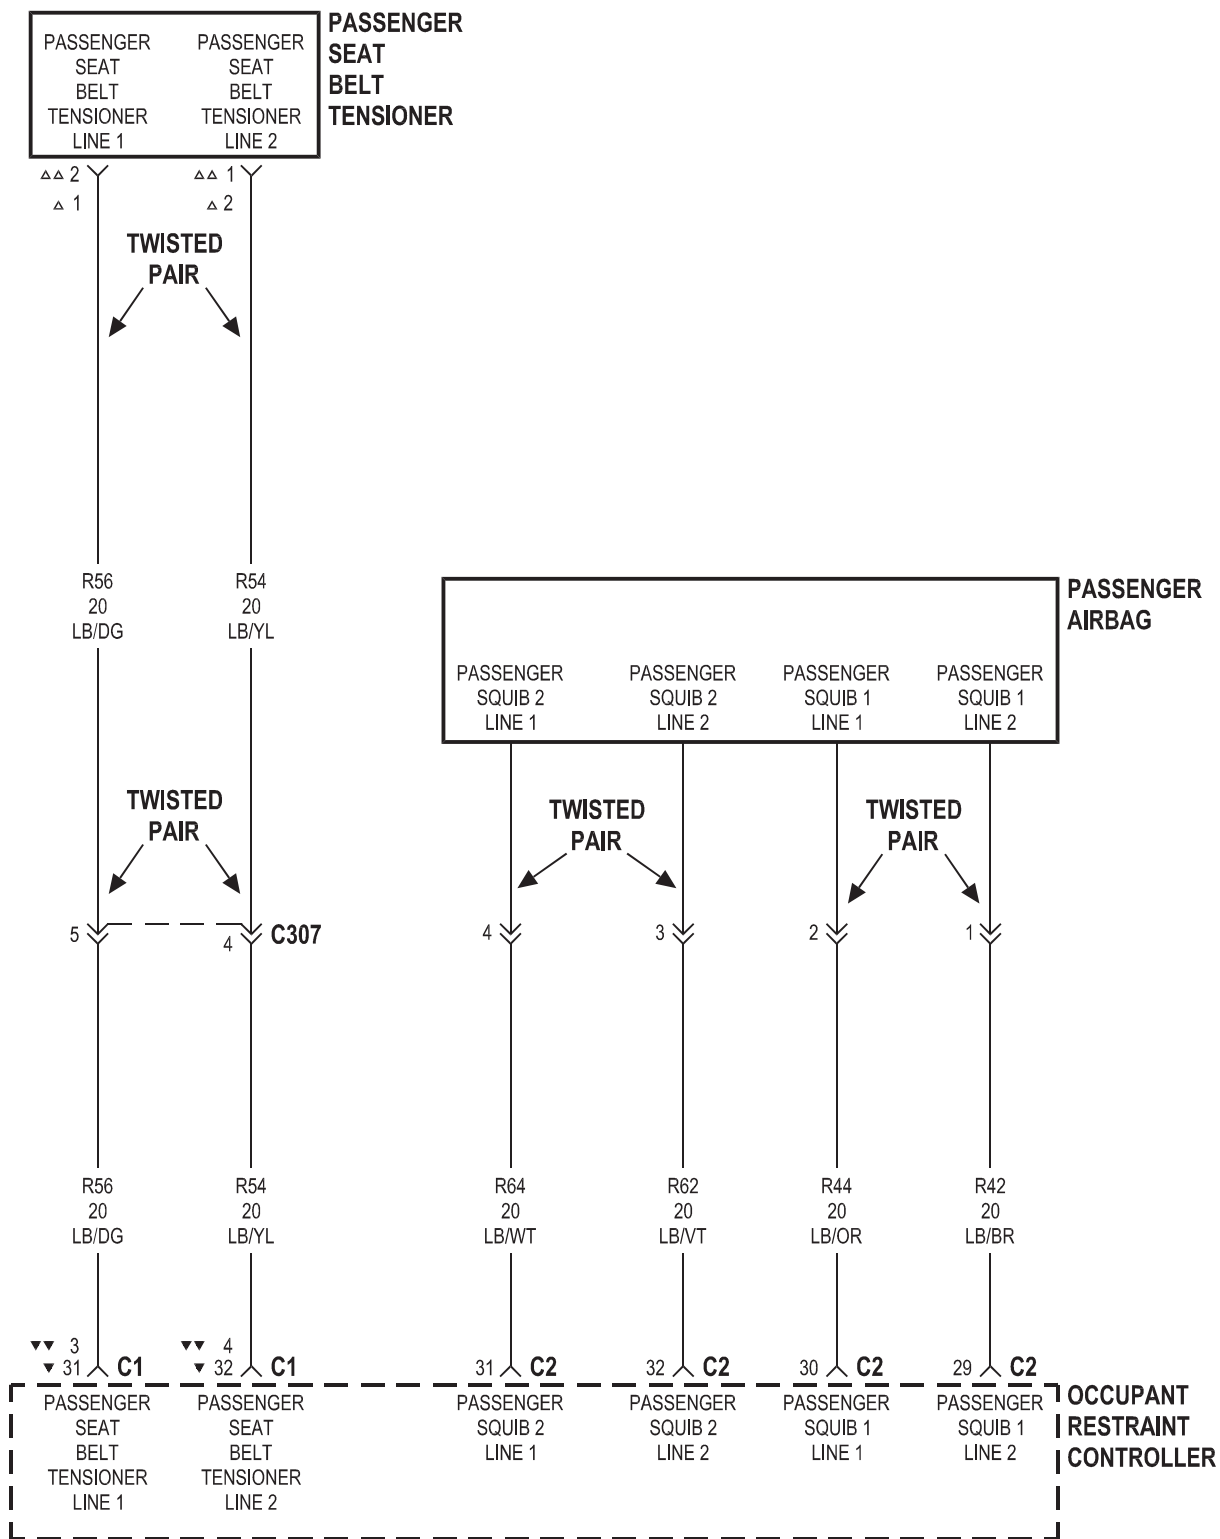 PASSENGER
SEAT
BELT
TENSIONER
LINE 1
PASSENGER
SEAT
BELT
TENSIONER
LINE 2
PASSENGER
SEAT
BELT
TENSIONER
△△ 2
△ 1
△△ 1
△ 2
TWISTED
PAIR
R56
20
LB/DG
R54
20
LB/YL
PASSENGER
AIRBAG
PASSENGER
SQUIB 2
LINE 1
PASSENGER
SQUIB 2
LINE 2
PASSENGER
SQUIB 1
LINE 1
PASSENGER
SQUIB 1
LINE 2
TWISTED
PAIR
TWISTED
PAIR
TWISTED
PAIR
5
4
C307
4
3
2
1
R56
20
LB/DG
R54
20
LB/YL
R64
20
LB/WT
R62
20
LB/VT
R44
20
LB/OR
R42
20
LB/BR
▼▼ 3
▼ 31 C1
▼▼ 4
▼ 32 C1
31 C2
32 C2
30 C2
29 C2
PASSENGER
SEAT
BELT
TENSIONER
LINE 1
PASSENGER
SEAT
BELT
TENSIONER
LINE 2
PASSENGER
SQUIB 2
LINE 1
PASSENGER
SQUIB 2
LINE 2
PASSENGER
SQUIB 1
LINE 1
PASSENGER
SQUIB 1
LINE 2
OCCUPANT
RESTRAINT
CONTROLLER